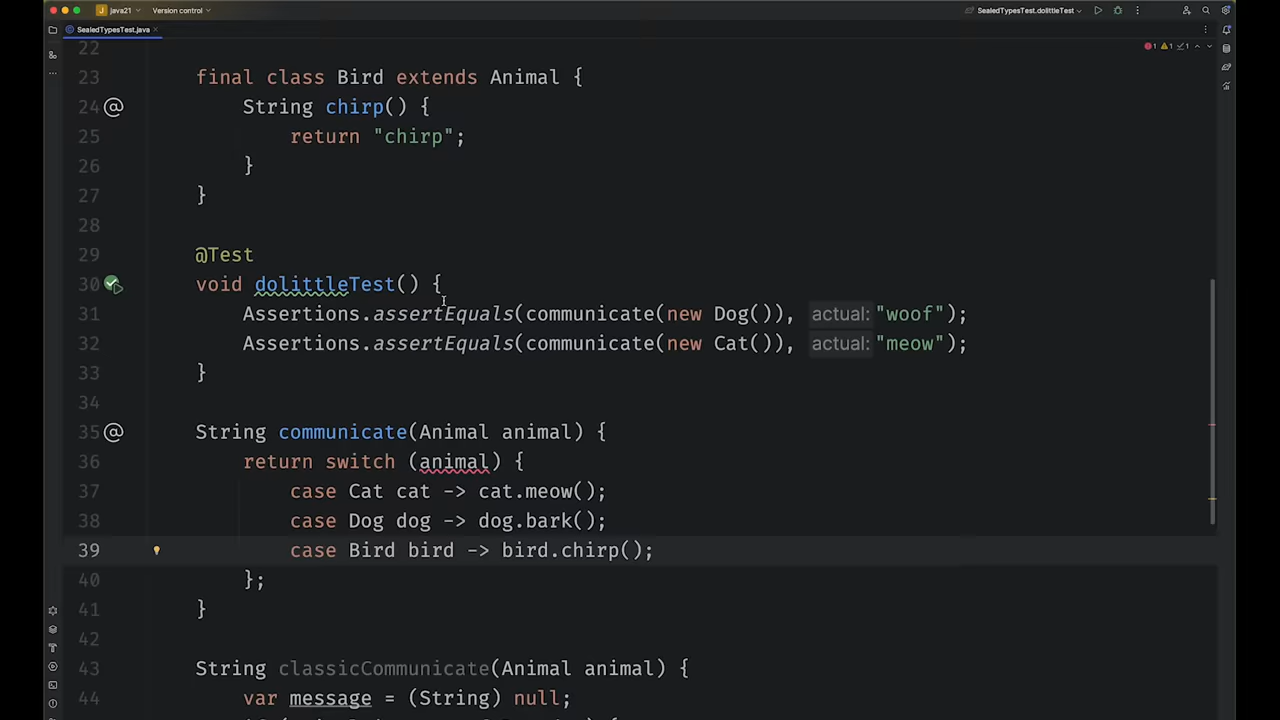 java21 Version control SealedTypesTest.dolittleTest
SealedTypesTest.java
22
1 1 1
23 final class Bird extends Animal {
24 String chirp() {
25 return "chirp";
26 }
27 }
28
29 @Test
30 void dolittleTest() {
31 Assertions.assertEquals(communicate(new Dog()), actual: "woof");
32 Assertions.assertEquals(communicate(new Cat()), actual: "meow");
33 }
34
35 String communicate(Animal animal) {
36 return switch (animal) {
37 case Cat cat -> cat.meow();
38 case Dog dog -> dog.bark();
39 case Bird bird -> bird.chirp();
40 };
41 }
42
43 String classicCommunicate(Animal animal) {
44 var message = (String) null;